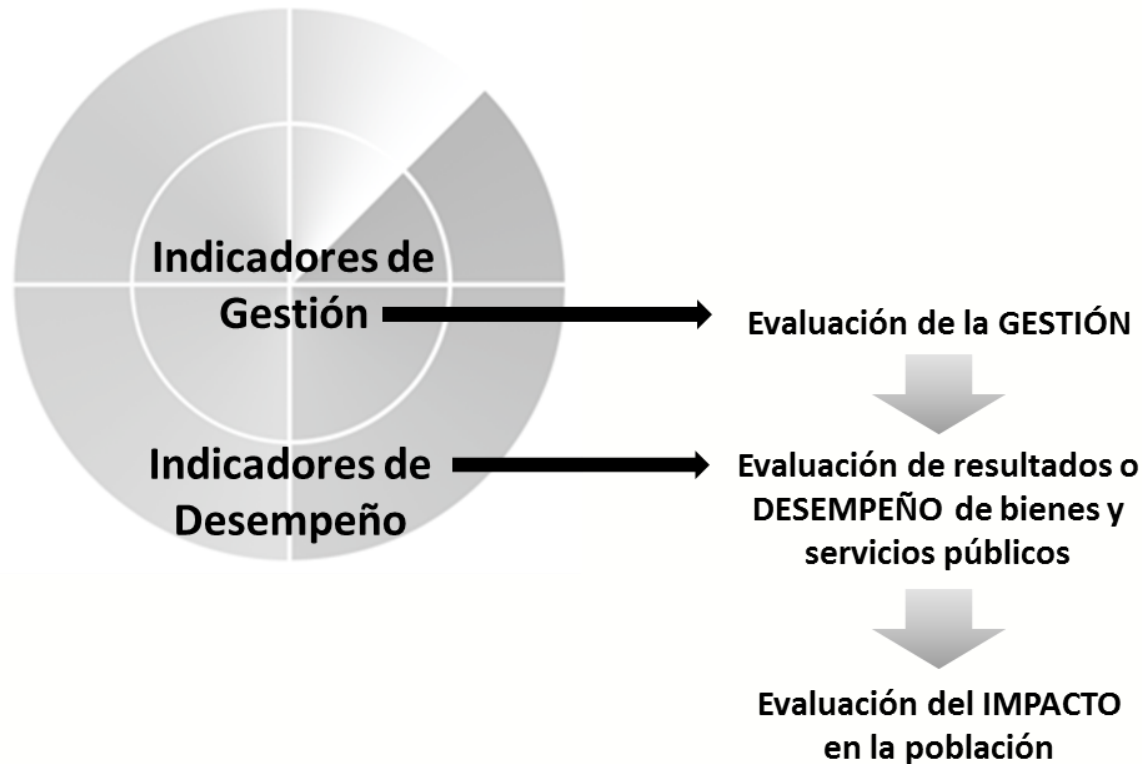 Indicadores de
Gestión
Evaluación de la GESTIÓN
Indicadores de
Desempeño
Evaluación de resultados o
DESEMPEÑO de bienes y
servicios públicos
Evaluación del IMPACTO
en la población